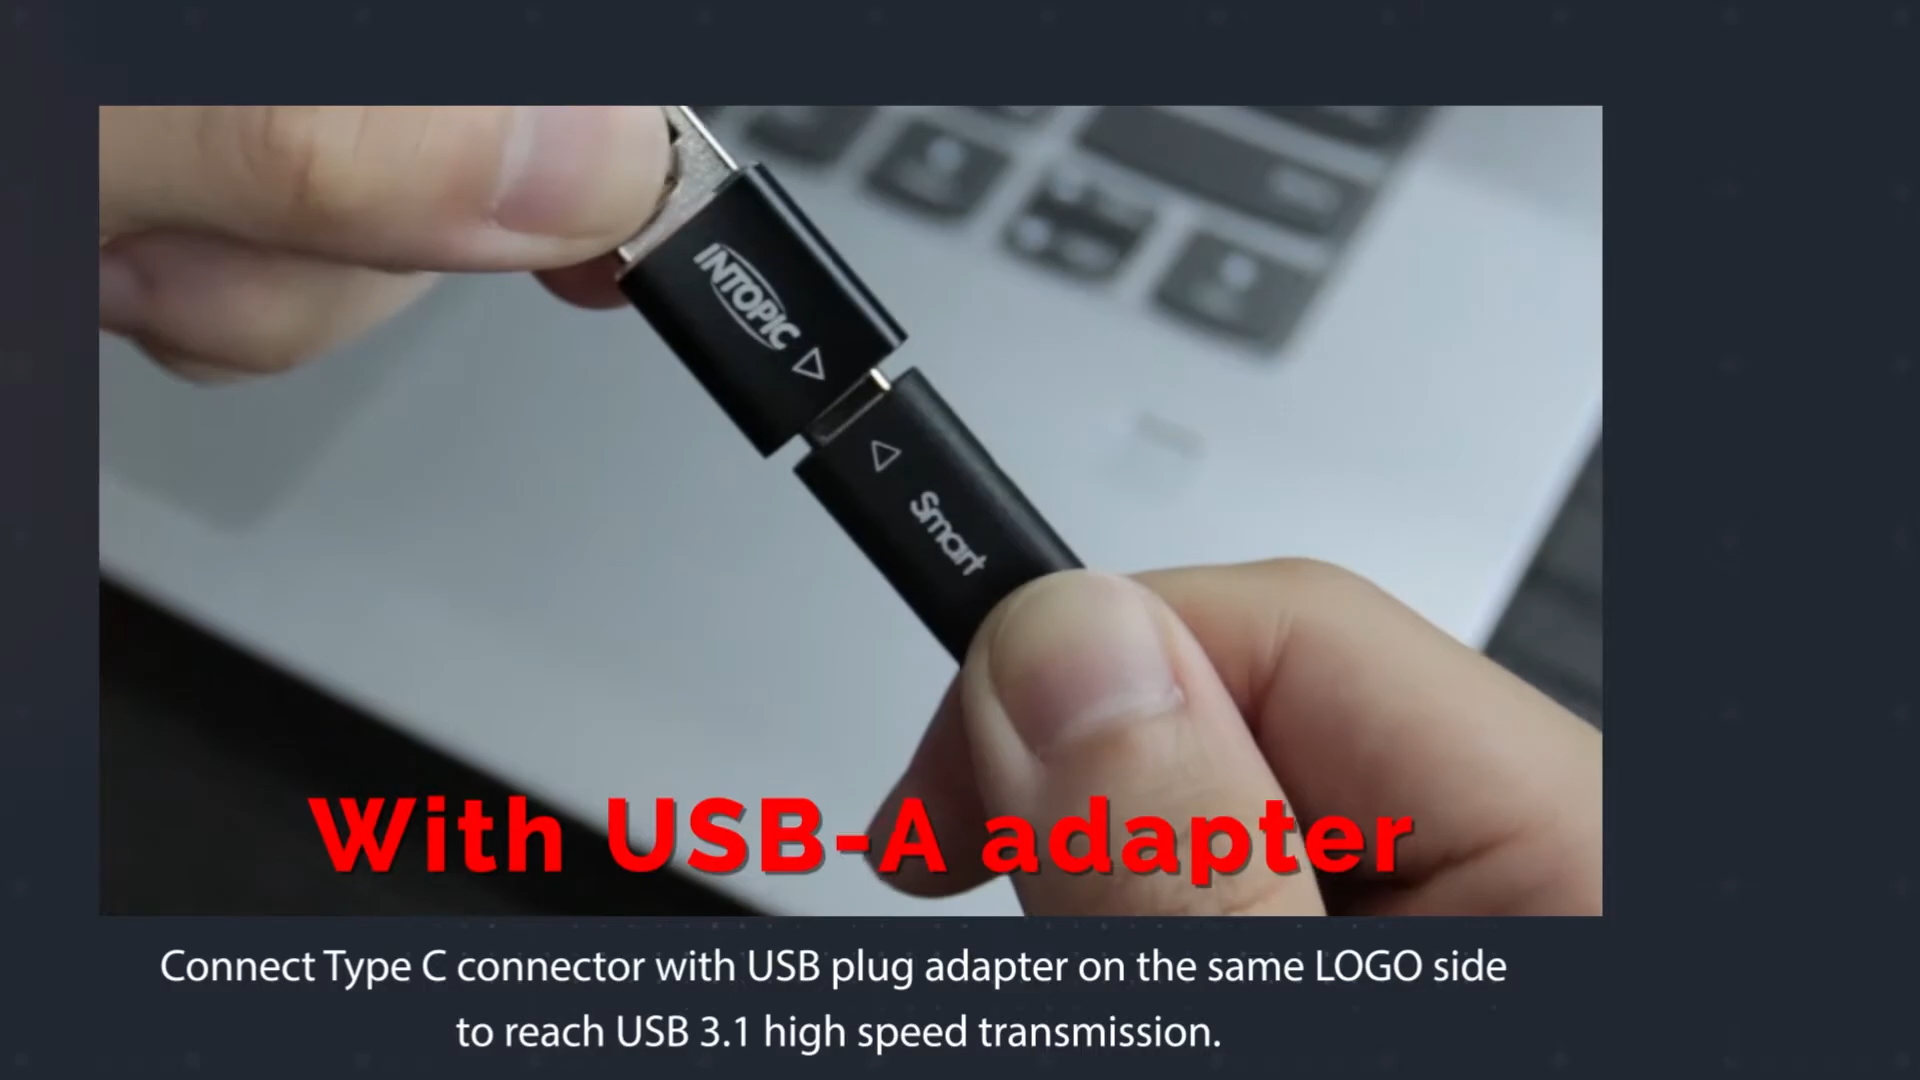 INTOPIC
Smart
With USB-A adapter
Connect Type C connector with USB plug adapter on the same LOGO side
to reach USB 3.1 high speed transmission.